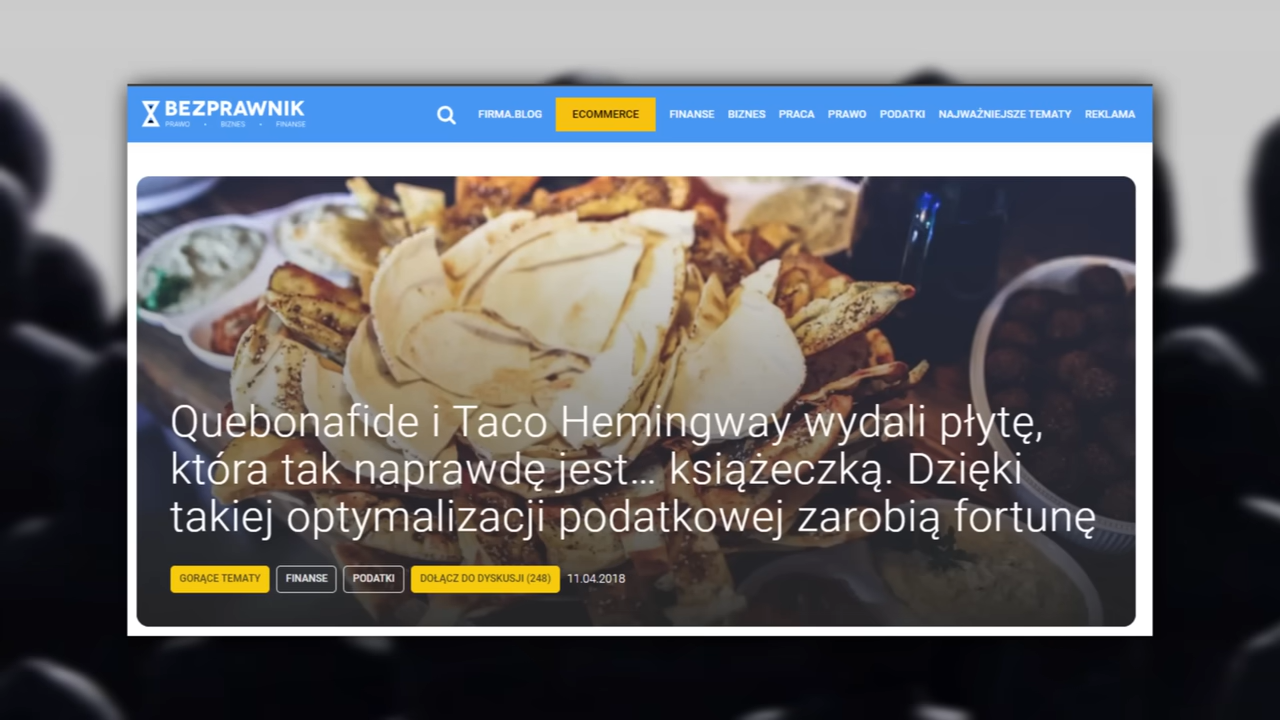 BEZPRAWNIK
PRAWO • BIZNES • FINANSE
FIRMA.BLOG ECOMMERCE FINANSE BIZNES PRACA PRAWO PODATKI NAJWAŻNIEJSZE TEMATY REKLAMA
Quebonafide i Taco Hemingway wydali płytę,
która tak naprawdę jest... książeczką. Dzięki
takiej optymalizacji podatkowej zarobią fortunę
GORĄCE TEMATY FINANSE PODATKI DOŁĄCZ DO DYSKUSJI (248) 11.04.2018